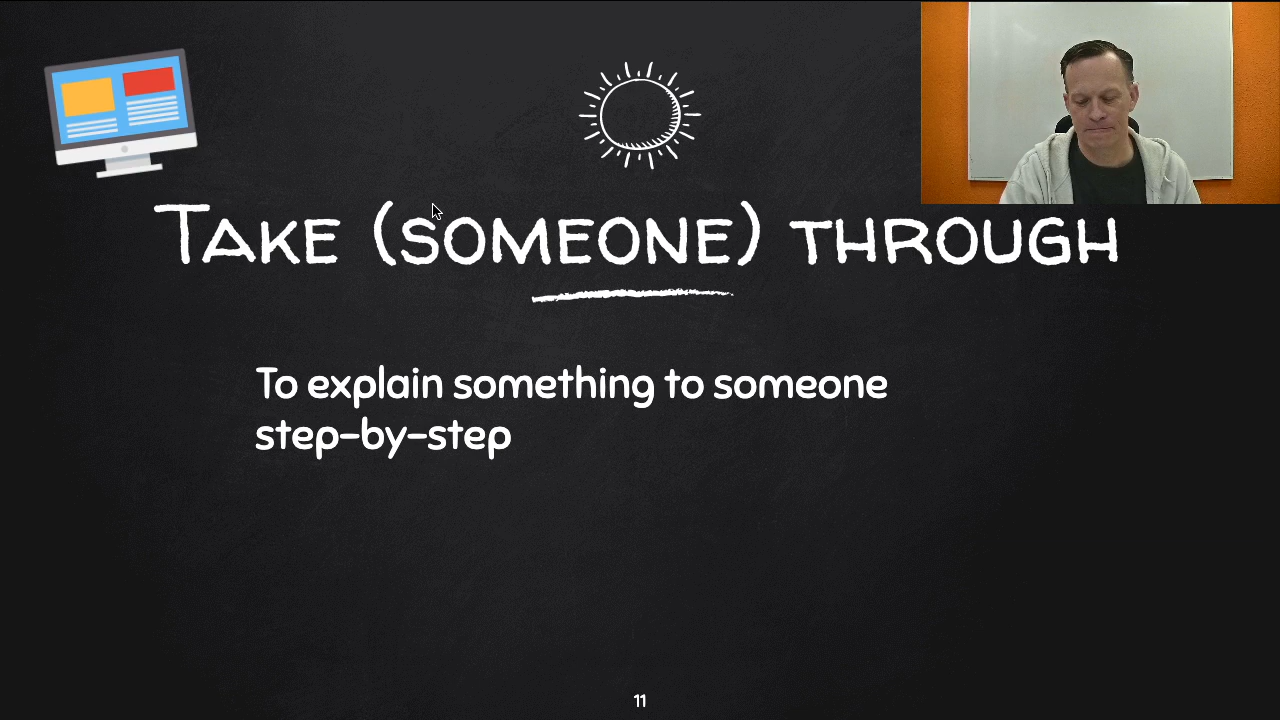 Take (someone) through
To explain something to someone
step-by-step
11